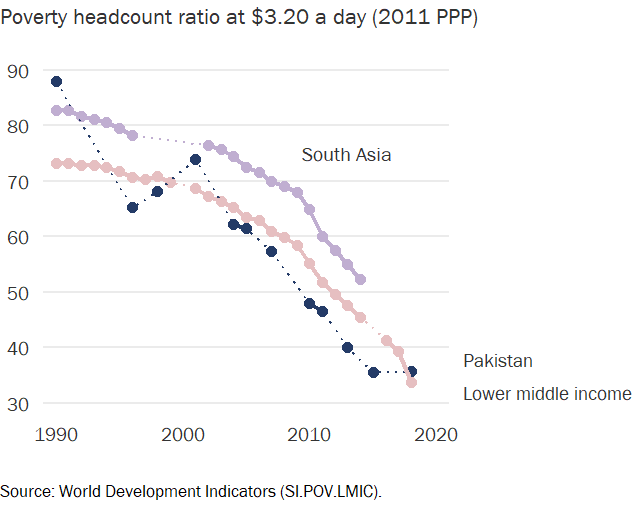 Poverty headcount ratio at $3.20 a day (2011 PPP)
90
80
South Asia
70
60
50
40
Pakistan
Lower middle income
30
1990 2000 2010 2020
Source: World Development Indicators (SI.POV.LMIC).